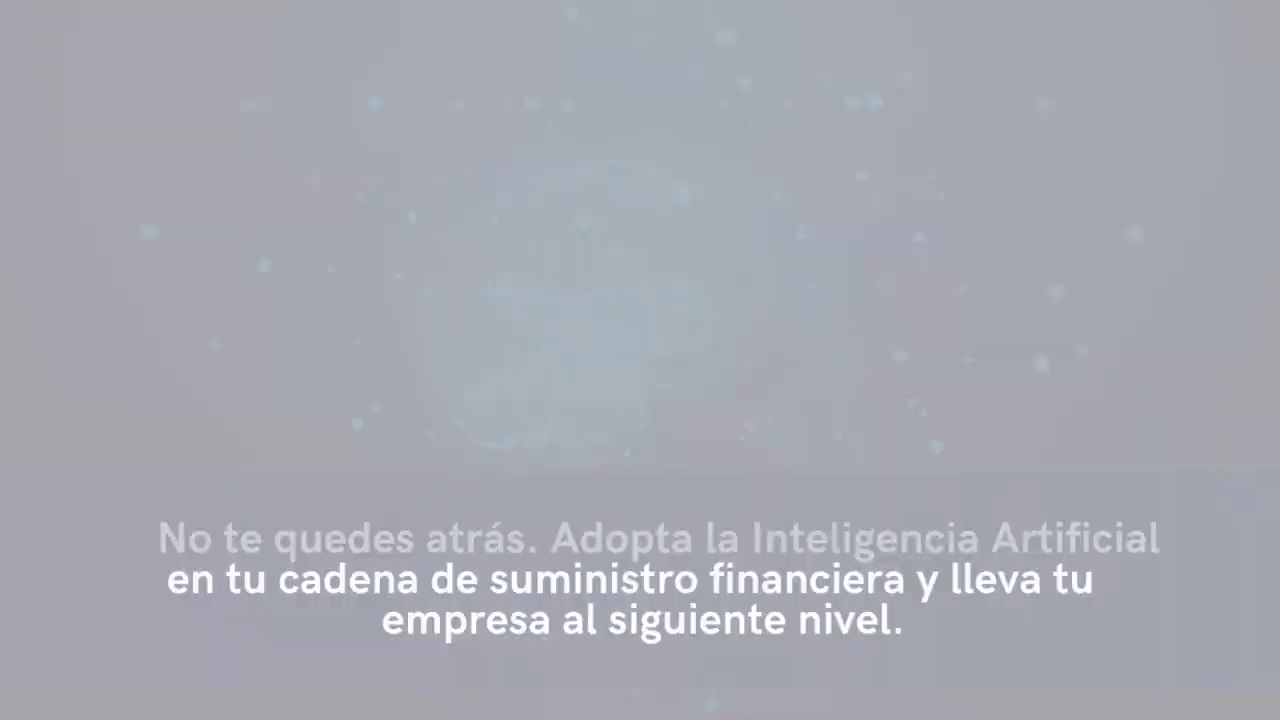 No te quedes atrás. Adopta la Inteligencia Artificial
en tu cadena de suministro financiera y lleva tu
empresa al siguiente nivel.